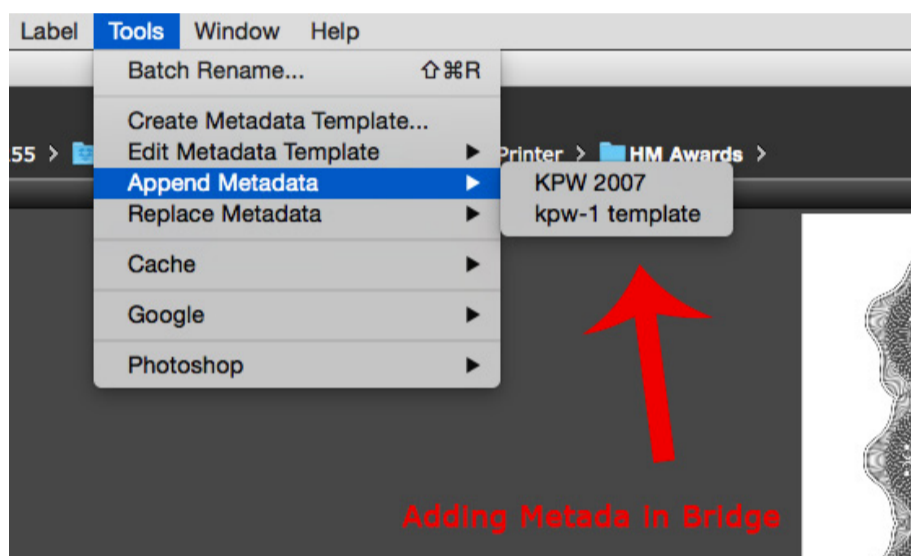 Label Tools Window Help
Batch Rename... ⇧⌘R
Create Metadata Template...
55 > Edit Metadata Template ▶ Printer > HM Awards >
Append Metadata ▶ KPW 2007
Replace Metadata ▶ kpw-1 template
Cache ▶
Google ▶
Photoshop ▶
Adding Metada in Bridge